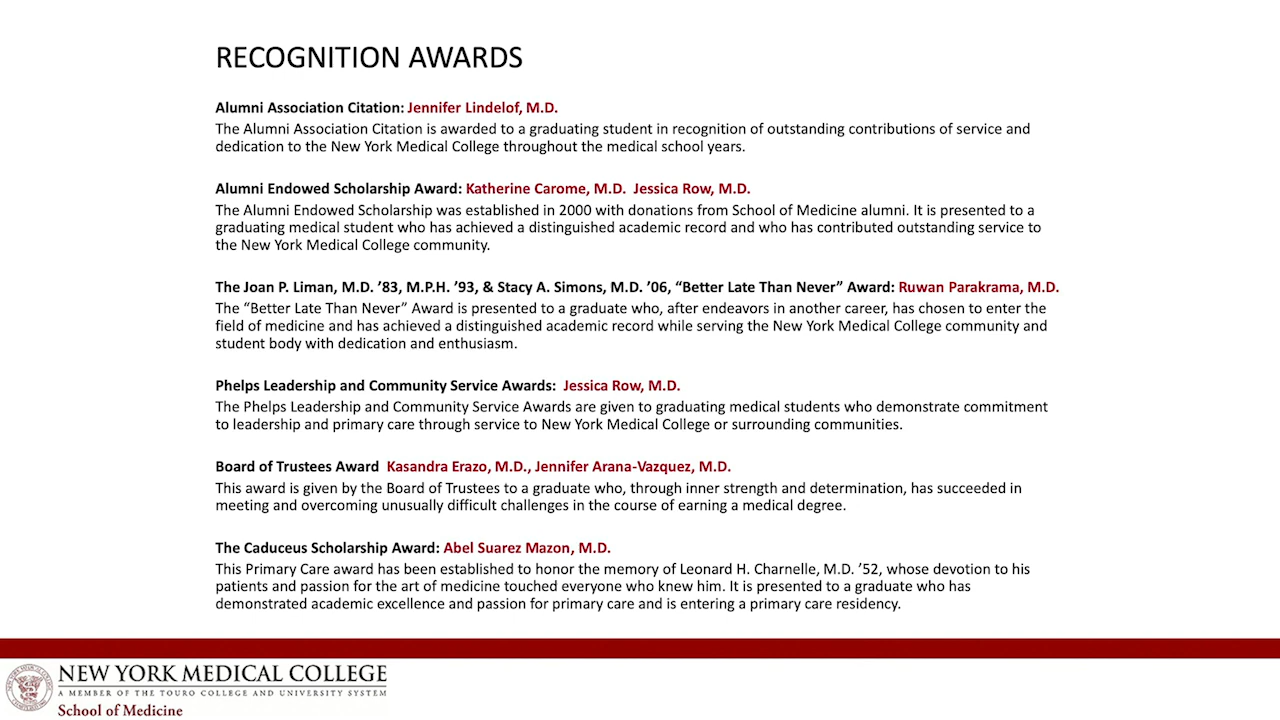 RECOGNITION AWARDS
Alumni Association Citation: Jennifer Lindelof, M.D.
The Alumni Association Citation is awarded to a graduating student in recognition of outstanding contributions of service and
dedication to the New York Medical College throughout the medical school years.
Alumni Endowed Scholarship Award: Katherine Carome, M.D.  Jessica Row, M.D.
The Alumni Endowed Scholarship was established in 2000 with donations from School of Medicine alumni. It is presented to a
graduating medical student who has achieved a distinguished academic record and who has contributed outstanding service to
the New York Medical College community.
The Joan P. Liman, M.D. ’83, M.P.H. ’93, & Stacy A. Simons, M.D. ’06, “Better Late Than Never” Award: Ruwan Parakrama, M.D.
The “Better Late Than Never” Award is presented to a graduate who, after endeavors in another career, has chosen to enter the
field of medicine and has achieved a distinguished academic record while serving the New York Medical College community and
student body with dedication and enthusiasm.
Phelps Leadership and Community Service Awards:  Jessica Row, M.D.
The Phelps Leadership and Community Service Awards are given to graduating medical students who demonstrate commitment
to leadership and primary care through service to New York Medical College or surrounding communities.
Board of Trustees Award  Kasandra Erazo, M.D., Jennifer Arana-Vazquez, M.D.
This award is given by the Board of Trustees to a graduate who, through inner strength and determination, has succeeded in
meeting and overcoming unusually difficult challenges in the course of earning a medical degree.
The Caduceus Scholarship Award: Abel Suarez Mazon, M.D.
This Primary Care award has been established to honor the memory of Leonard H. Charnelle, M.D. ’52, whose devotion to his
patients and passion for the art of medicine touched everyone who knew him. It is presented to a graduate who has
demonstrated academic excellence and passion for primary care and is entering a primary care residency.
NEW YORK MEDICAL COLLEGE
A MEMBER OF THE TOURO COLLEGE AND UNIVERSITY SYSTEM
School of Medicine